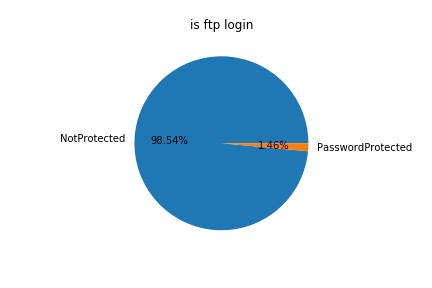 is ftp login
NotProtected
98.54%
1.46%
PasswordProtected